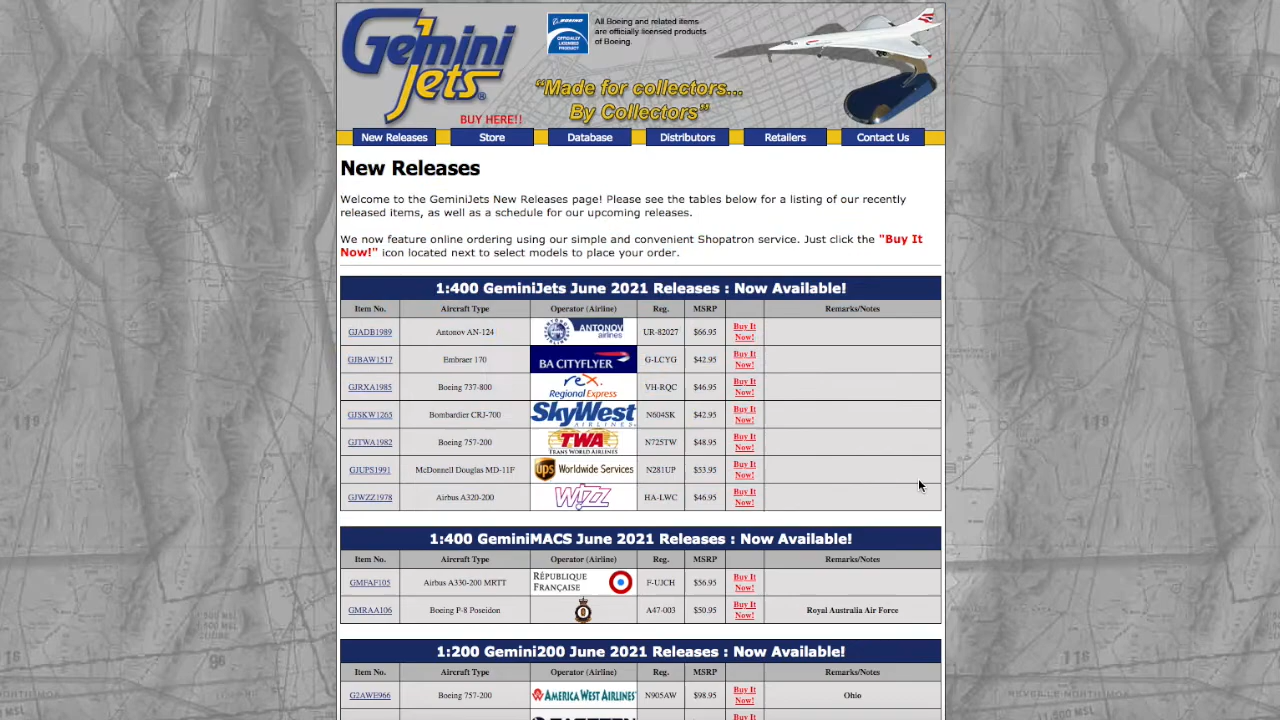 Gemini Jets®
BOEING
OFFICIALLY
LICENSED
PRODUCT
All Boeing and related items
are officially licensed products
of Boeing.
“Made for collectors...
By Collectors”
BUY HERE!!
New Releases Store Database Distributors Retailers Contact Us
New Releases
Welcome to the GeminiJets New Releases page! Please see the tables below for a listing of our recently
released items, as well as a schedule for our upcoming releases.
We now feature online ordering using our simple and convenient Shopatron service. Just click the "Buy It
Now!" icon located next to select models to place your order.
1:400 GeminiJets June 2021 Releases : Now Available!
Item No. Aircraft Type Operator (Airline) Reg. MSRP Remarks/Notes
GJADB1989 Antonov AN-124 ANTONOV airlines UR-82027 $66.95 Buy It Now!
GJBAW1517 Embraer 170 BA CITYFLYER G-LCYG $42.95 Buy It Now!
GJRXA1985 Boeing 737-800 rex. Regional Express VH-RQC $46.95 Buy It Now!
GJSKW1265 Bombardier CRJ-700 SkyWest AIRLINES N604SK $42.95 Buy It Now!
GJTWA1982 Boeing 757-200 TWA TRANS WORLD AIRLINES N725TW $48.95 Buy It Now!
GJUPS1991 McDonnell Douglas MD-11F ups Worldwide Services N281UP $53.95 Buy It Now!
GJWZZ1978 Airbus A320-200 WIZZ HA-LWC $46.95 Buy It Now!
1:400 GeminiMACS June 2021 Releases : Now Available!
Item No. Aircraft Type Operator (Airline) Reg. MSRP Remarks/Notes
GMFAF105 Airbus A330-200 MRTT RÉPUBLIQUE FRANÇAISE F-UJCH $56.95 Buy It Now!
GMRAA106 Boeing P-8 Poseidon A47-003 $50.95 Buy It Now! Royal Australia Air Force
1:200 Gemini200 June 2021 Releases : Now Available!
Item No. Aircraft Type Operator (Airline) Reg. MSRP Remarks/Notes
G2AWE966 Boeing 757-200 AMERICA WEST AIRLINES N905AW $98.95 Buy It Now! Ohio
Buy It